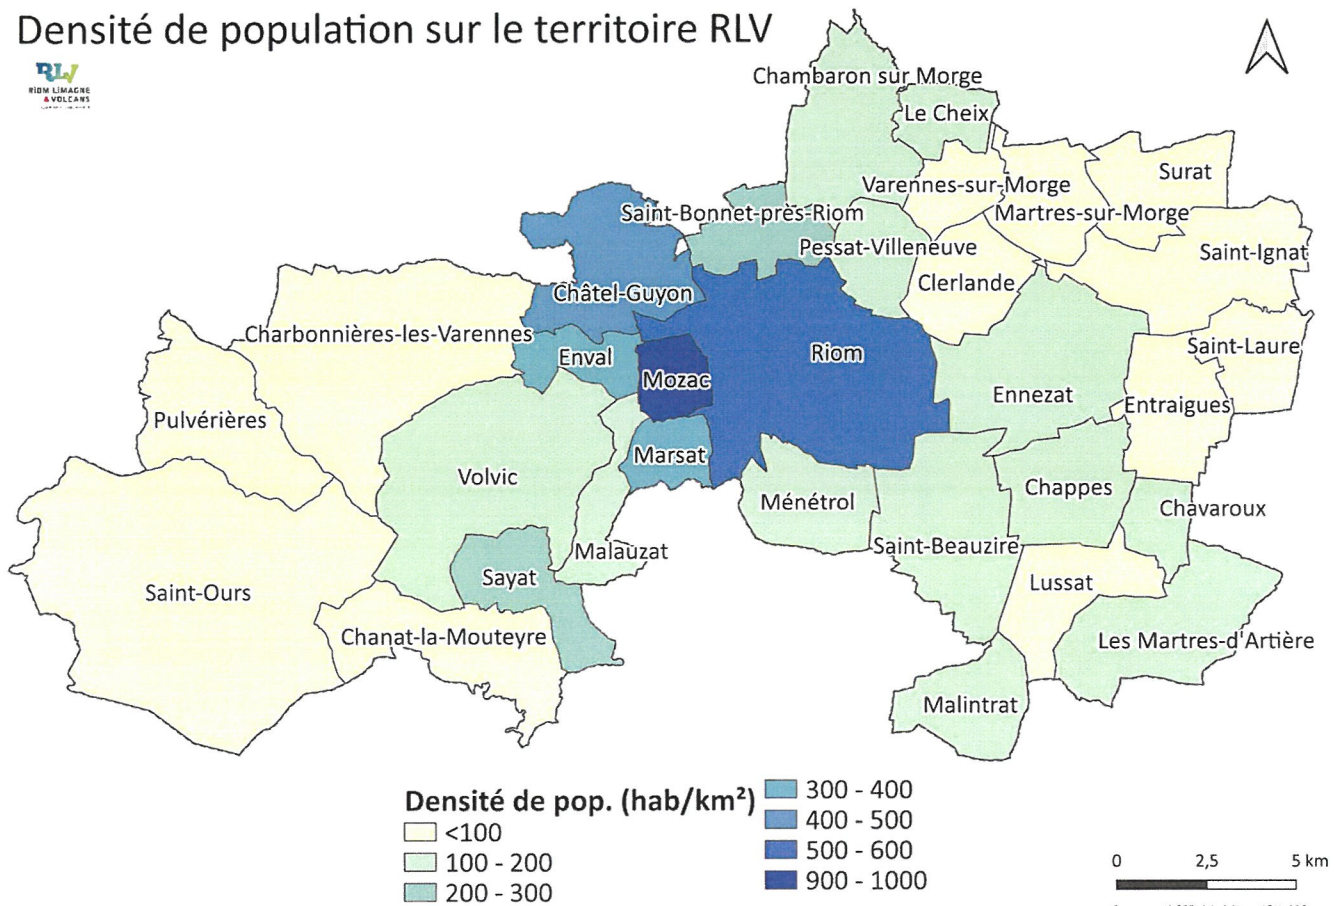 Densité de population sur le territoire RLV
RLV
RIOM LIMAGNE
& VOLCANS
Chambaron sur Morge
Le Cheix
Surat
Varennes-sur-Morge
Martres-sur-Morge
Saint-Bonnet-près-Riom
Pessat-Villeneuve
Saint-Ignat
Clerlande
Châtel-Guyon
Charbonnières-les-Varennes
Saint-Laure
Enval
Riom
Mozac
Ennezat
Entraigues
Pulvérières
Marsat
Volvic
Chappes
Ménétrol
Chavaroux
Saint-Beauzire
Malauzat
Sayat
Lussat
Saint-Ours
Chanat-la-Mouteyre
Les Martres-d'Artière
Malintrat
Densité de pop. (hab/km²)
<100
100 - 200
200 - 300
300 - 400
400 - 500
500 - 600
900 - 1000
0 2,5 5 km